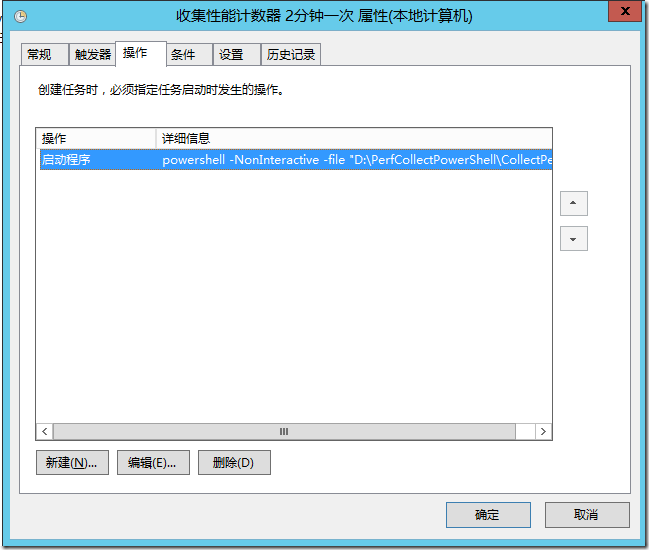 收集性能计数器 2分钟一次 属性(本地计算机)
x
常规 触发器 操作 条件 设置 历史记录
创建任务时，必须指定任务启动时发生的操作。
操作 详细信息
启动程序 powershell -NonInteractive -file "D:\PerfCollectPowerShell\CollectPe
新建(N)... 编辑(E)... 删除(D)
确定 取消